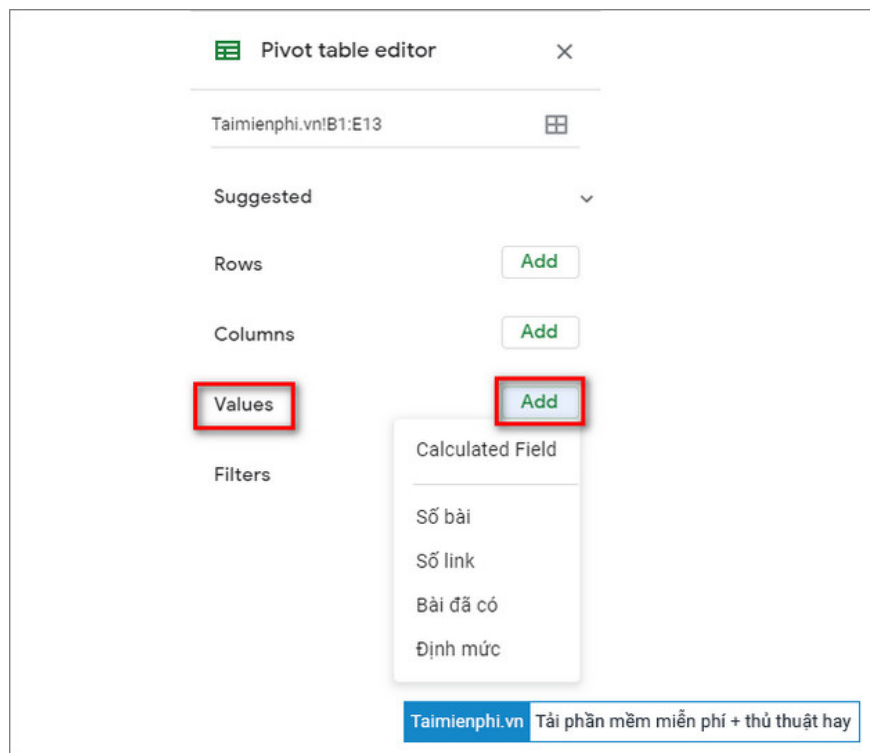 Pivot table editor
Taimienphi.vn!B1:E13
Suggested
Rows Add
Columns Add
Values Add
Calculated Field
Filters
Số bài
Số link
Bài đã có
Định mức
Taimienphi.vn Tải phần mềm miễn phí + thủ thuật hay